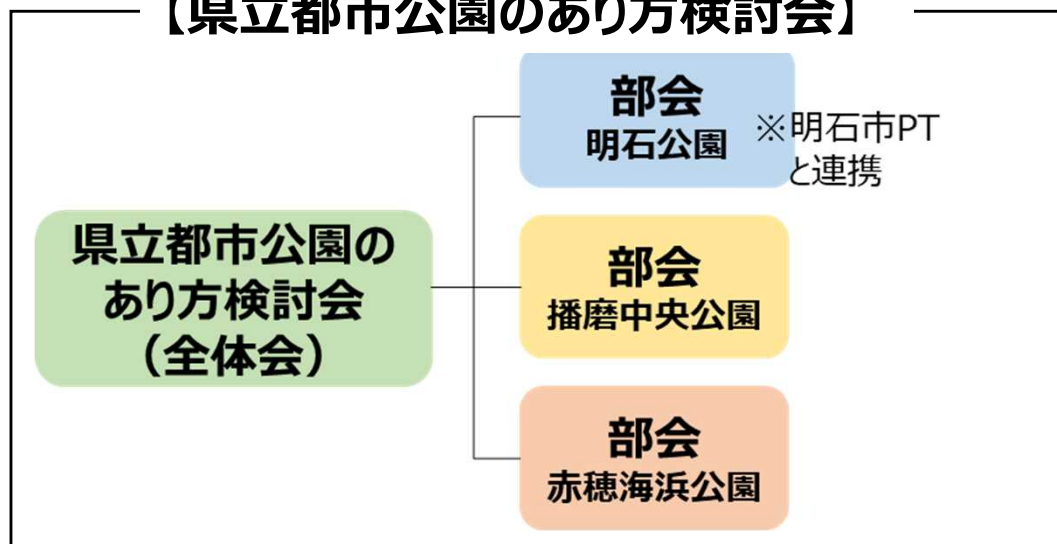 【県立都市公園のあり方検討会】
部会
明石公園
※明石市PT
と連携
県立都市公園の
あり方検討会
（全体会）
部会
播磨中央公園
部会
赤穂海浜公園